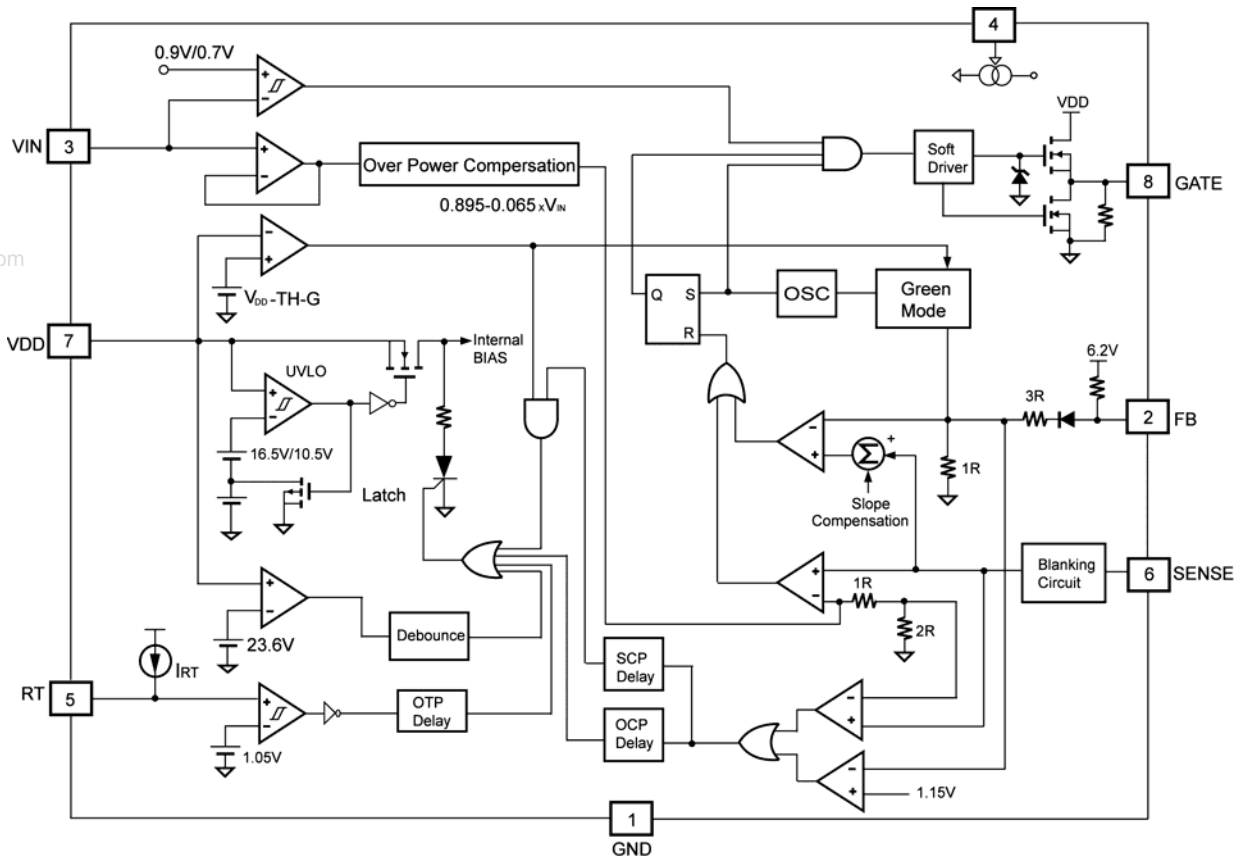 4
0.9V/0.7V
+
−
VDD
VIN
3
+
−
Over Power Compersation
0.895-0.065 xVIN
Soft
Driver
8
GATE
om
−
+
VDD-TH-G
Q
S
R
OSC
Green
Mode
VDD
7
Internal
BIAS
6.2V
UVLO
+
−
16.5V/10.5V
3R
2
FB
−
+
+
Σ
1R
Latch
Slope
Compensation
+
−
Blanking
Circuit
6
SENSE
+
−
1R
2R
23.6V
Debounce
SCP
Delay
IRT
RT
5
+
−
1.05V
OTP
Delay
OCP
Delay
−
+
−
+
1.15V
1
GND